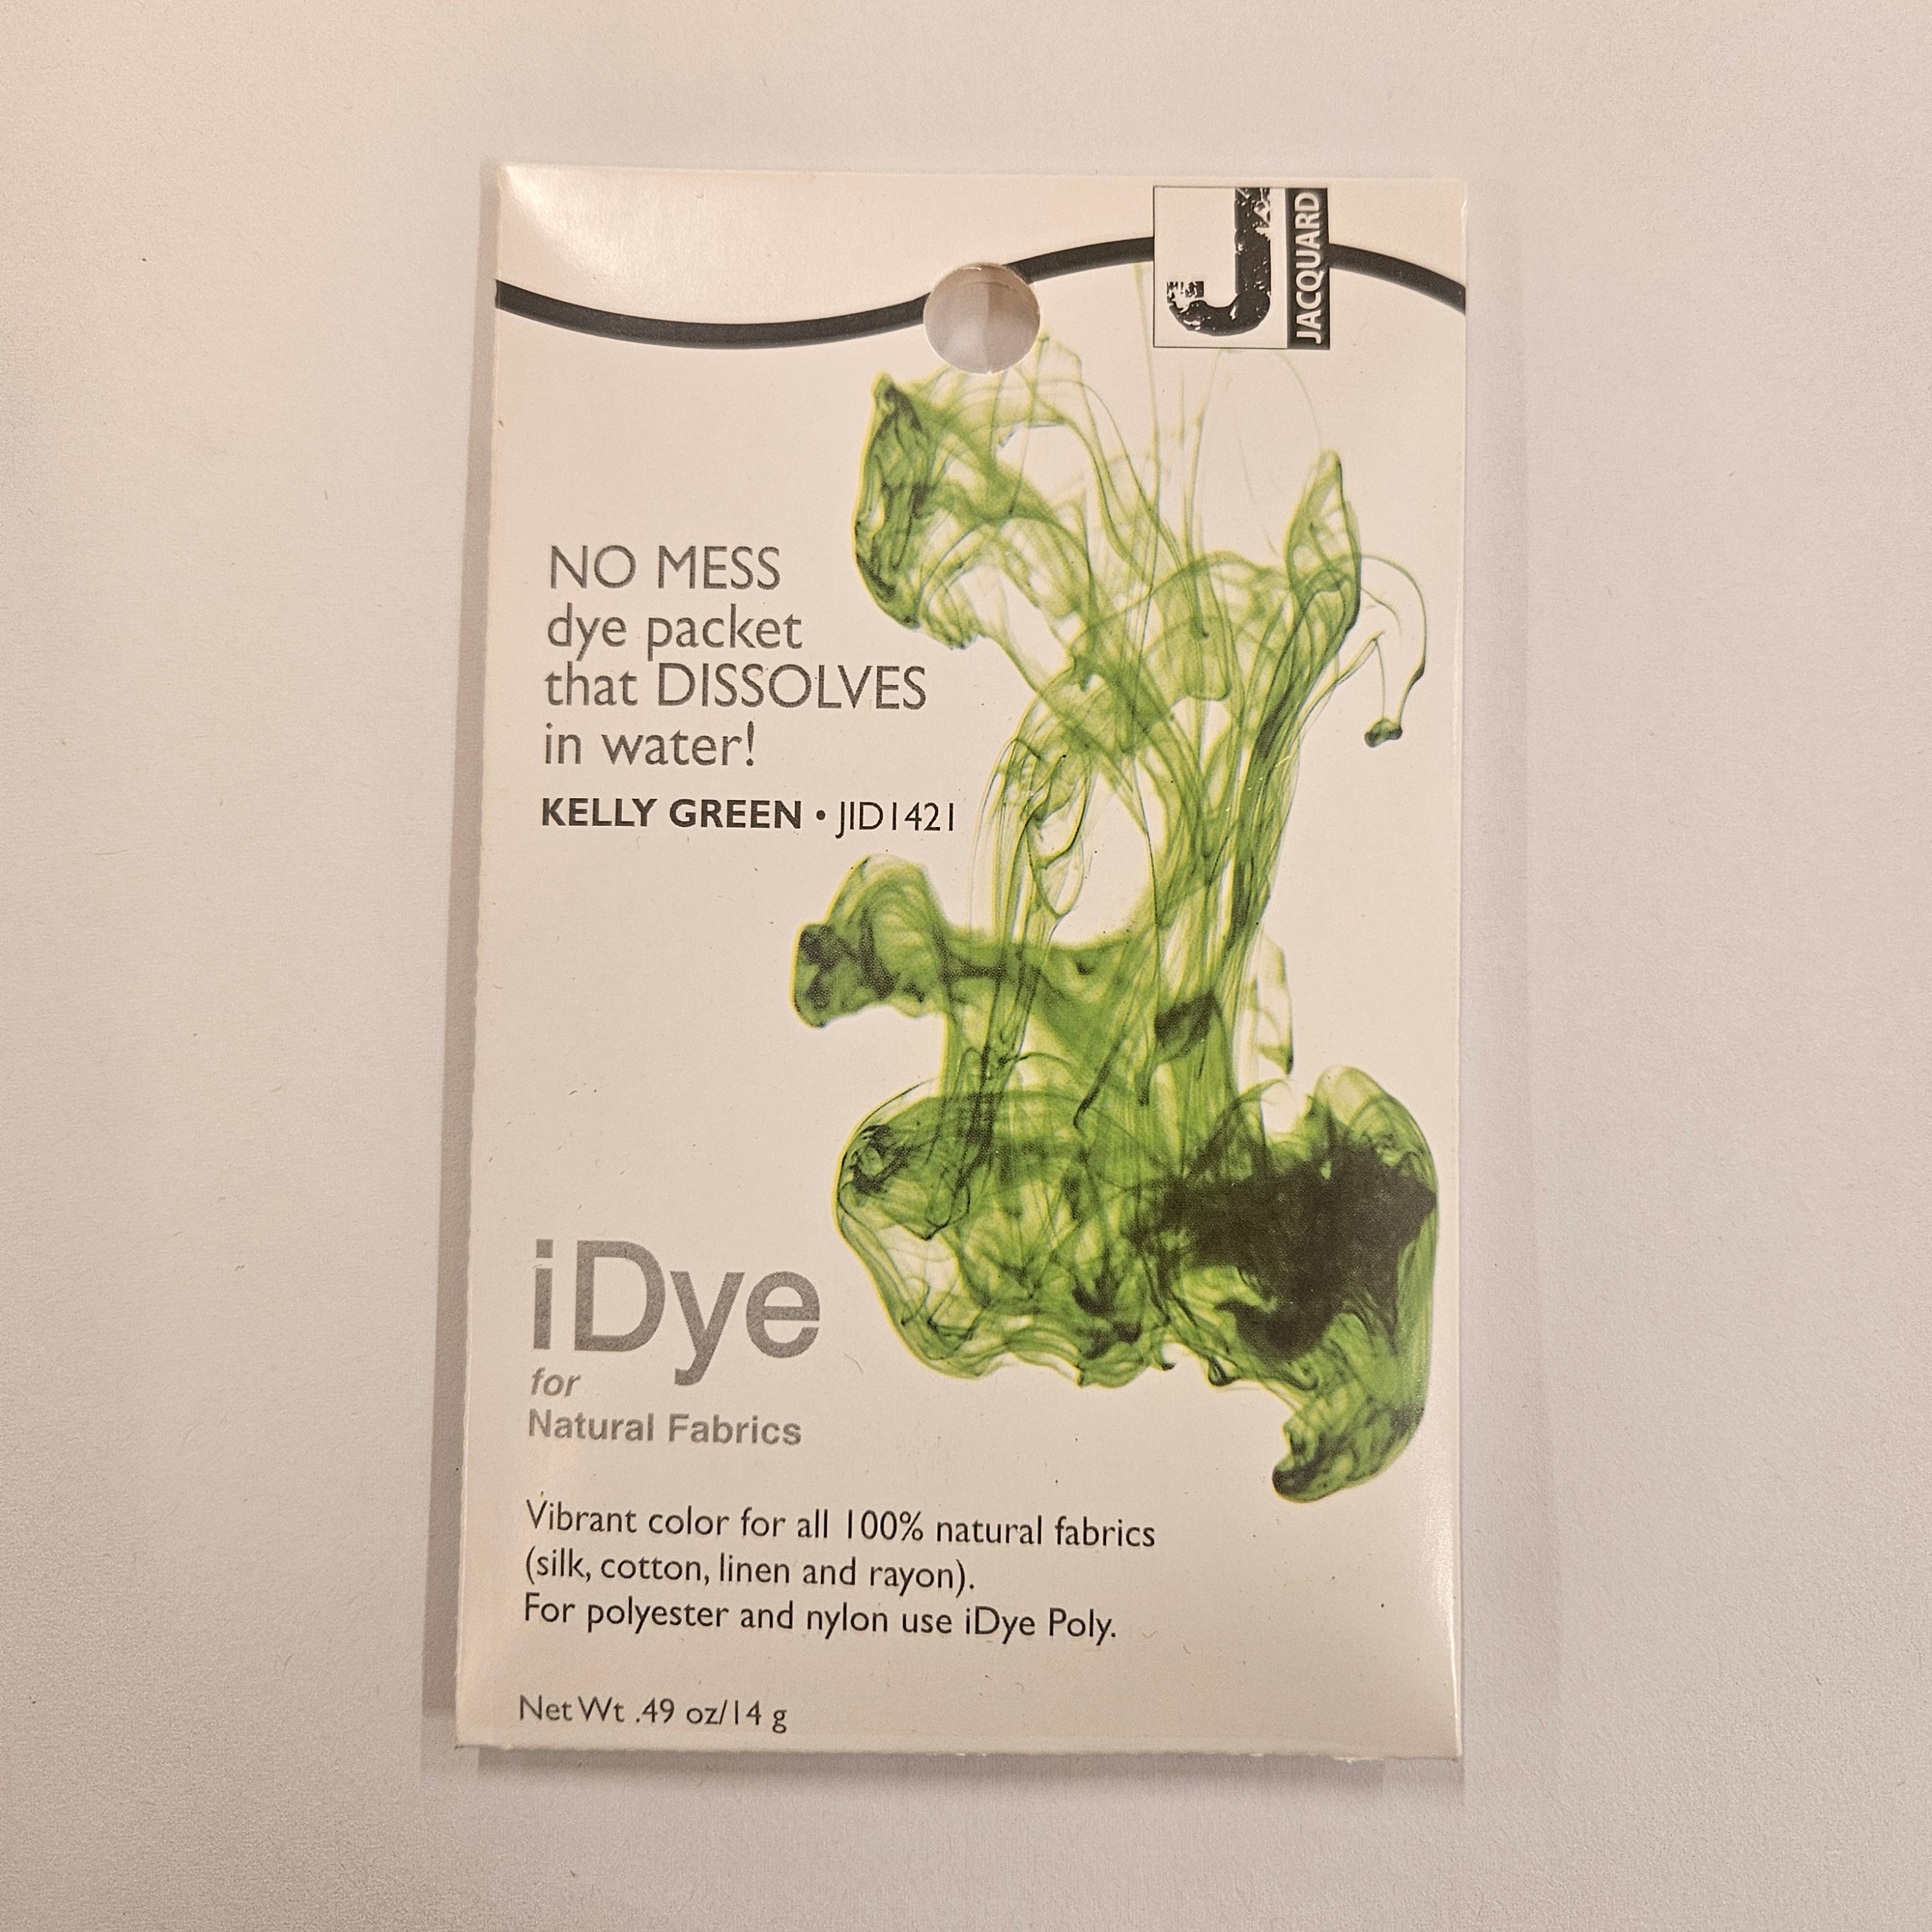 J
JACQUARD
NO MESS
dye packet
that DISSOLVES
in water!
KELLY GREEN • JID1421
iDye
for
Natural Fabrics
Vibrant color for all 100% natural fabrics
(silk, cotton, linen and rayon).
For polyester and nylon use iDye Poly.
Net Wt .49 oz/14 g